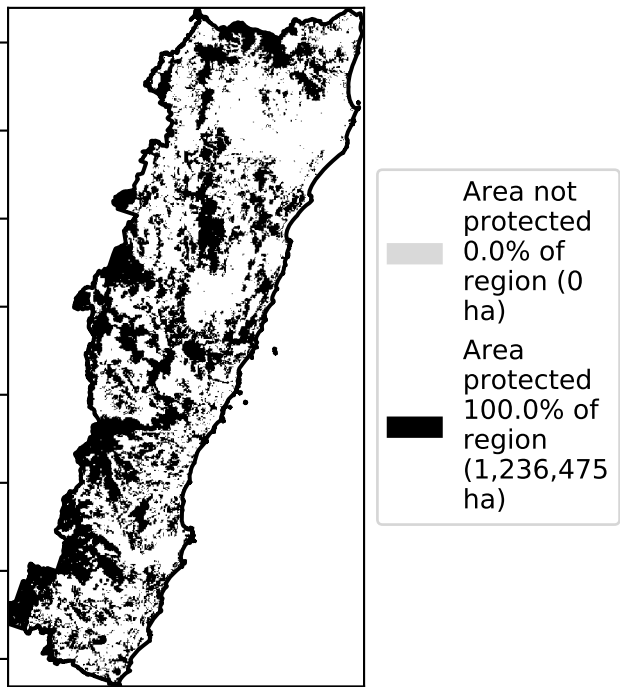 Area not
protected
0.0% of
region (0
ha)
Area
protected
100.0% of
region
(1,236,475
ha)